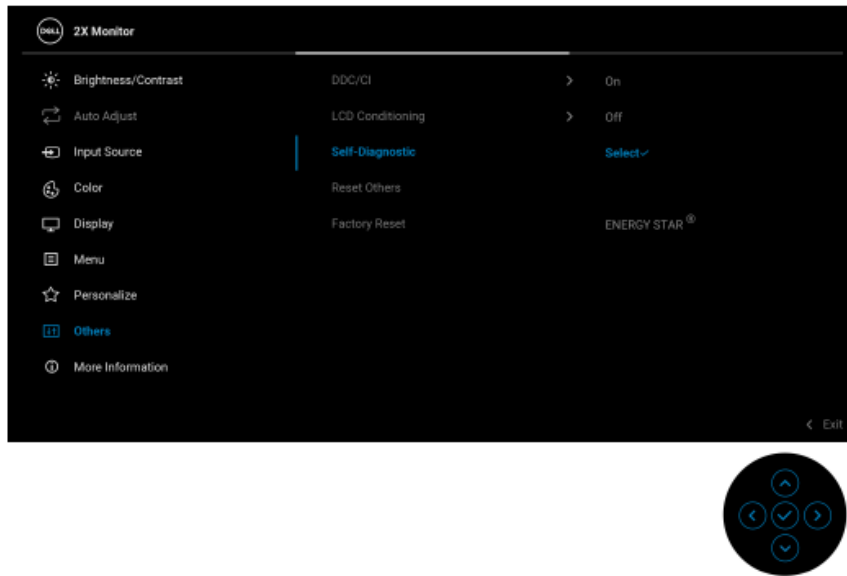 DELL 2X Monitor
Brightness/Contrast DDC/CI On
Auto Adjust LCD Conditioning Off
Input Source Self-Diagnostic Select
Color Reset Others
Display Factory Reset ENERGY STAR®
Menu
Personalize
Others
More Information
Exit